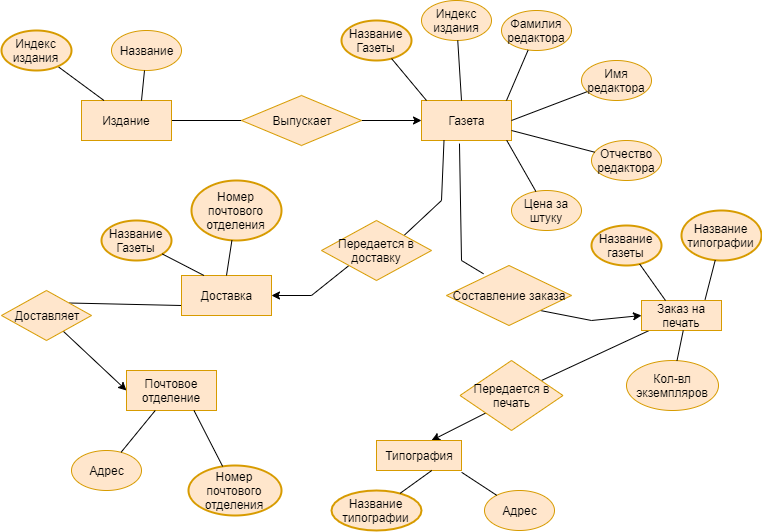 Индекс
издания
Название
Название
Газеты
Индекс
издания
Фамилия
редактора
Имя
редактора
Издание
Выпускает
Газета
Отчество
редактора
Цена за
штуку
Номер
почтового
отделения
Название
Газеты
Передается в
доставку
Название
газеты
Название
типографии
Доставка
Составление заказа
Доставляет
Заказ на
печать
Почтовое
отделение
Передается в
печать
Кол-вл
экземпляров
Адрес
Номер
почтового
отделения
Типография
Название
типографии
Адрес